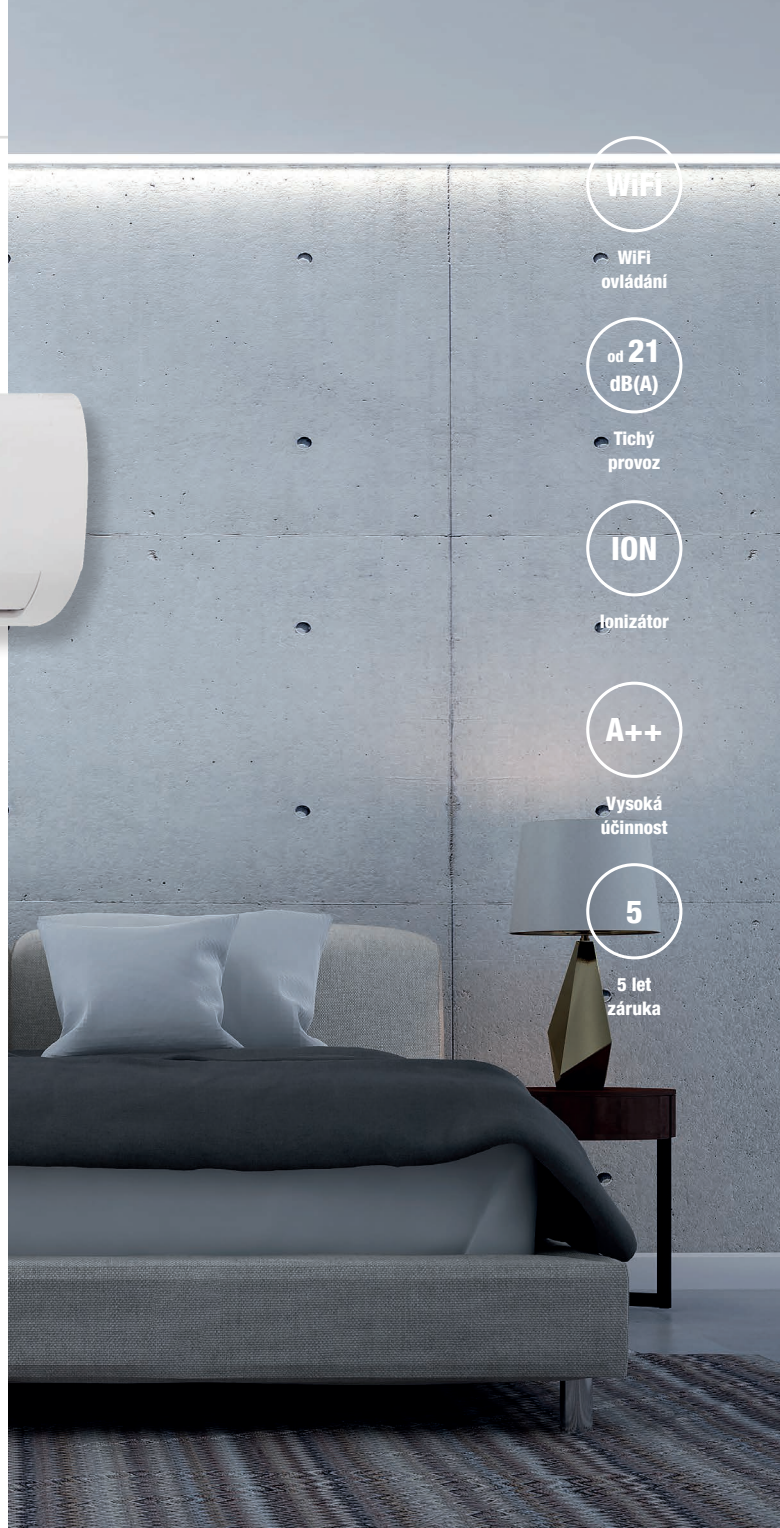 WiFi
WiFi
ovládání
od 21
dB(A)
Tichý
provoz
ION
Ionizátor
A++
Vysoká
účinnost
5
5 let
záruka